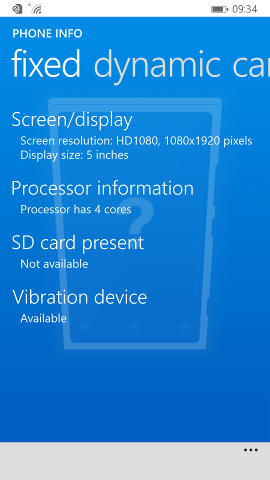 09:34
PHONE INFO
fixed dynamic car
Screen/display
Screen resolution: HD1080, 1080x1920 pixels
Display size: 5 inches
Processor information
Processor has 4 cores
SD card present
Not available
Vibration device
Available
?